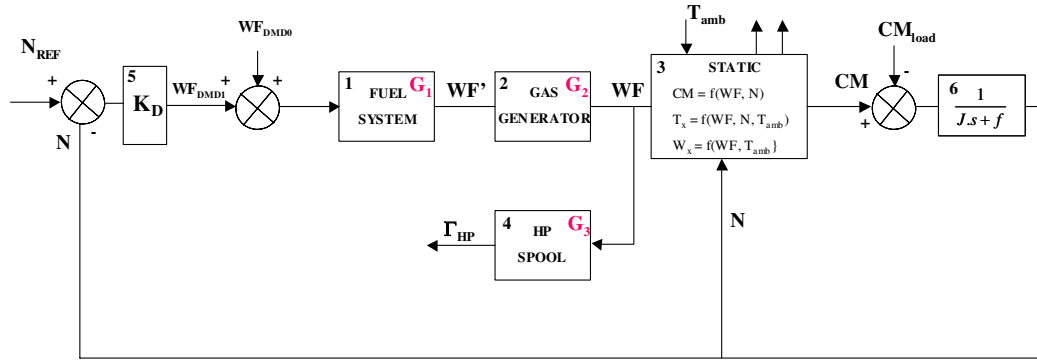 N_REF
+
-
N
5
K_D
WF_DMD1
WF_DMD0
+
+
1 G_1
FUEL
SYSTEM
WF’
2 G_2
GAS
GENERATOR
WF
T_amb
3 STATIC
CM = f(WF, N)
T_x = f(WF, N, T_amb)
W_x = f(WF, T_amb}
CM
+
CM_load
-
6
1
J.s + f
Γ_HP
4 G_3
HP
SPOOL
N